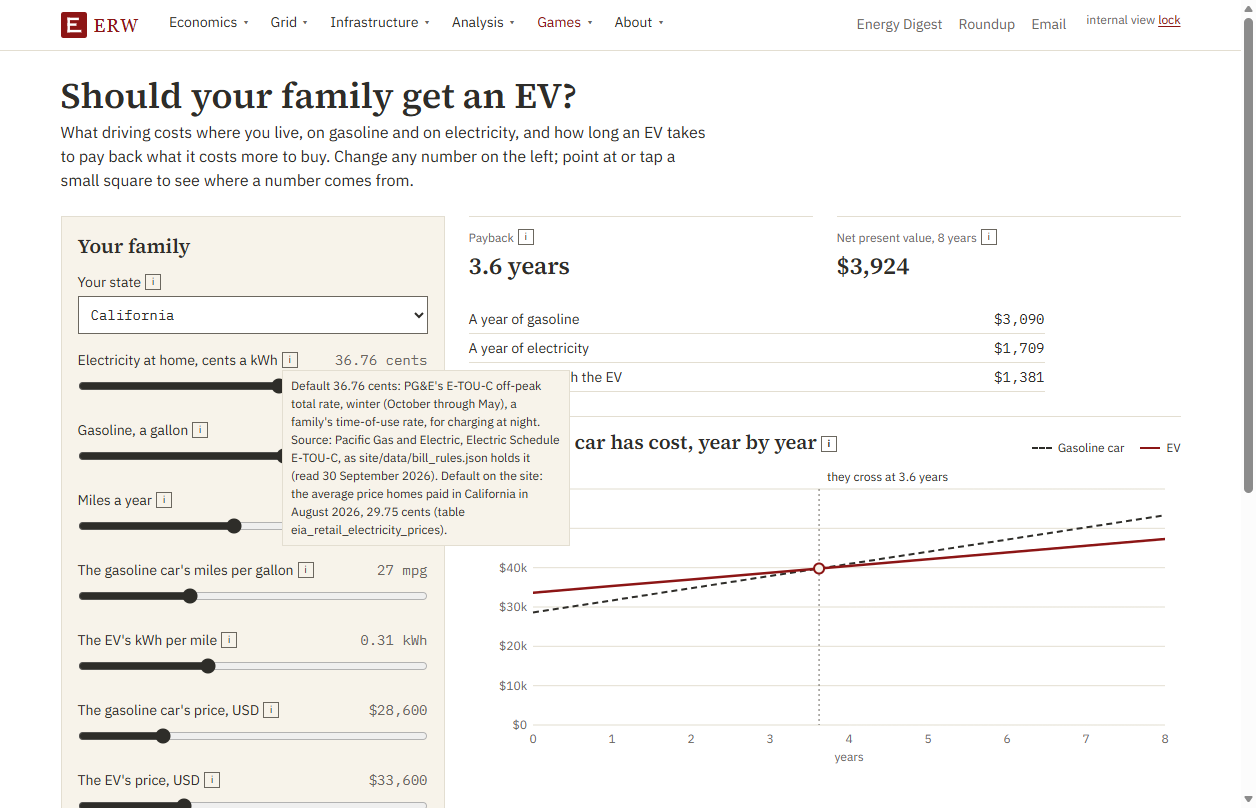 E ERW Economics Grid Infrastructure Analysis Games About Energy Digest Roundup Email internal view lock
Should your family get an EV?
What driving costs where you live, on gasoline and on electricity, and how long an EV takes
to pay back what it costs more to buy. Change any number on the left; point at or tap a
small square to see where a number comes from.
Your family
Your state i
California
Electricity at home, cents a kWh i 36.76 cents
Default 36.76 cents: PG&E's E-TOU-C off-peak
total rate, winter (October through May), a
family's time-of-use rate, for charging at night.
Source: Pacific Gas and Electric, Electric Schedule
E-TOU-C, as site/data/bill_rules.json holds it
(read 30 September 2026). Default on the site:
the average price homes paid in California in
August 2026, 29.75 cents (table
eia_retail_electricity_prices).
Gasoline, a gallon i
Miles a year i
The gasoline car's miles per gallon i 27 mpg
The EV's kWh per mile i 0.31 kWh
The gasoline car's price, USD i $28,600
The EV's price, USD i $33,600
Payback i
3.6 years
Net present value, 8 years i
$3,924
A year of gasoline $3,090
A year of electricity $1,709
h the EV $1,381
car has cost, year by year i
Gasoline car EV
they cross at 3.6 years
$40k
$30k
$20k
$10k
$0
0 1 2 3 4 5 6 7 8
years